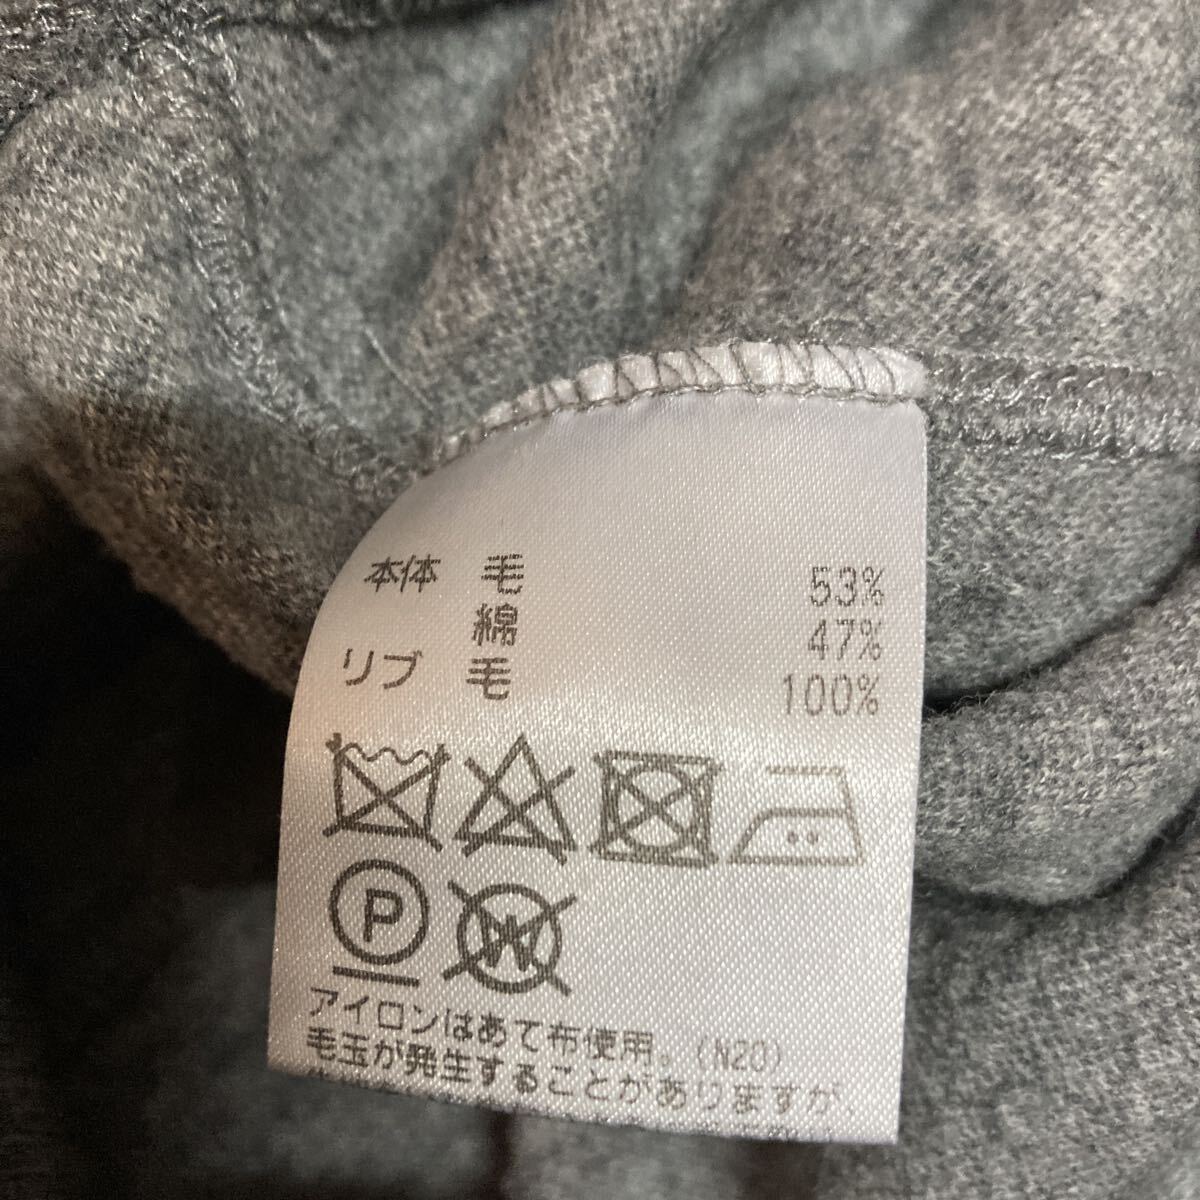 本体 毛 53%
綿 47%
リブ 毛 100%
P W
アイロンはあて布使用。(N20)
毛玉が発生することがありますが、